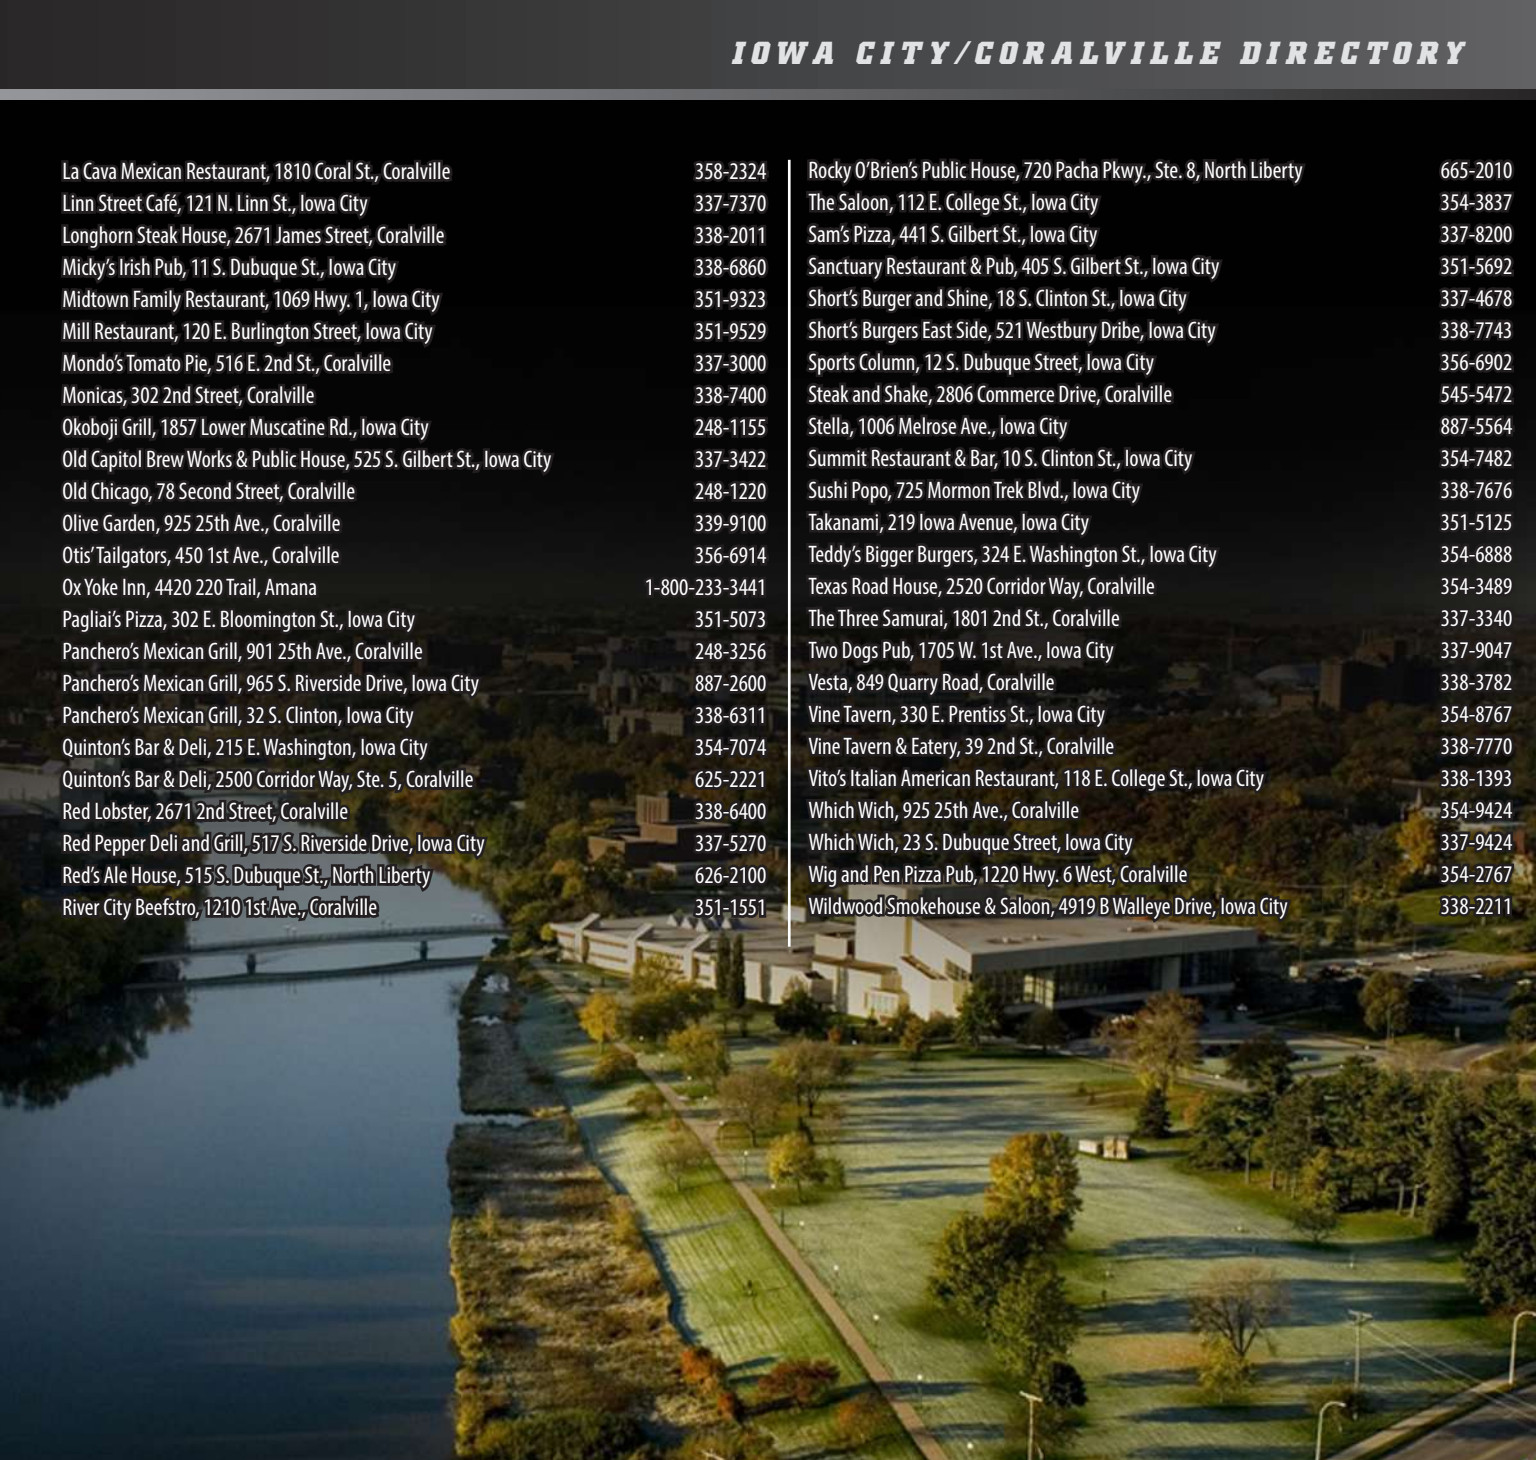 IOWA CITY/CORALVILLE DIRECTORY
La Cava Mexican Restaurant, 1810 Coral St., Coralville 358-2324
Linn Street Café, 121 N. Linn St., Iowa City 337-7370
Longhorn Steak House, 2671 James Street, Coralville 338-2011
Micky's Irish Pub, 11 S. Dubuque St., Iowa City 338-6860
Midtown Family Restaurant, 1069 Hwy. 1, Iowa City 351-9323
Mill Restaurant, 120 E. Burlington Street, Iowa City 351-9529
Mondo's Tomato Pie, 516 E. 2nd St., Coralville 337-3000
Monicas, 302 2nd Street, Coralville 338-7400
Okoboji Grill, 1857 Lower Muscatine Rd., Iowa City 248-1155
Old Capitol Brew Works & Public House, 525 S. Gilbert St., Iowa City 337-3422
Old Chicago, 78 Second Street, Coralville 248-1220
Olive Garden, 925 25th Ave., Coralville 339-9100
Otis' Tailgators, 450 1st Ave., Coralville 356-6914
Ox Yoke Inn, 4420 220 Trail, Amana 1-800-233-3441
Pagliai's Pizza, 302 E. Bloomington St., Iowa City 351-5073
Panchero's Mexican Grill, 901 25th Ave., Coralville 248-3256
Panchero's Mexican Grill, 965 S. Riverside Drive, Iowa City 887-2600
Panchero's Mexican Grill, 32 S. Clinton, Iowa City 338-6311
Quinton's Bar & Deli, 215 E. Washington, Iowa City 354-7074
Quinton's Bar & Deli, 2500 Corridor Way, Ste. 5, Coralville 625-2221
Red Lobster, 2671 2nd Street, Coralville 338-6400
Red Pepper Deli and Grill, 517 S. Riverside Drive, Iowa City 337-5270
Red's Ale House, 515 S. Dubuque St., North Liberty 626-2100
River City Beefstro, 1210 1st Ave., Coralville 351-1551
Rocky O'Brien's Public House, 720 Pacha Pkwy., Ste. 8, North Liberty 665-2010
The Saloon, 112 E. College St., Iowa City 354-3837
Sam's Pizza, 441 S. Gilbert St., Iowa City 337-8200
Sanctuary Restaurant & Pub, 405 S. Gilbert St., Iowa City 351-5692
Short's Burger and Shine, 18 S. Clinton St., Iowa City 337-4678
Short's Burgers East Side, 521 Westbury Dribe, Iowa City 338-7743
Sports Column, 12 S. Dubuque Street, Iowa City 356-6902
Steak and Shake, 2806 Commerce Drive, Coralville 545-5472
Stella, 1006 Melrose Ave., Iowa City 887-5564
Summit Restaurant & Bar, 10 S. Clinton St., Iowa City 354-7482
Sushi Popo, 725 Mormon Trek Blvd., Iowa City 338-7676
Takanami, 219 Iowa Avenue, Iowa City 351-5125
Teddy's Bigger Burgers, 324 E. Washington St., Iowa City 354-6888
Texas Road House, 2520 Corridor Way, Coralville 354-3489
The Three Samurai, 1801 2nd St., Coralville 337-3340
Two Dogs Pub, 1705 W. 1st Ave., Iowa City 337-9047
Vesta, 849 Quarry Road, Coralville 338-3782
Vine Tavern, 330 E. Prentiss St., Iowa City 354-8767
Vine Tavern & Eatery, 39 2nd St., Coralville 338-7770
Vito's Italian American Restaurant, 118 E. College St., Iowa City 338-1393
Which Wich, 925 25th Ave., Coralville 354-9424
Which Wich, 23 S. Dubuque Street, Iowa City 337-9424
Wig and Pen Pizza Pub, 1220 Hwy. 6 West, Coralville 354-2767
Wildwood Smokehouse & Saloon, 4919 B Walleye Drive, Iowa City 338-2211